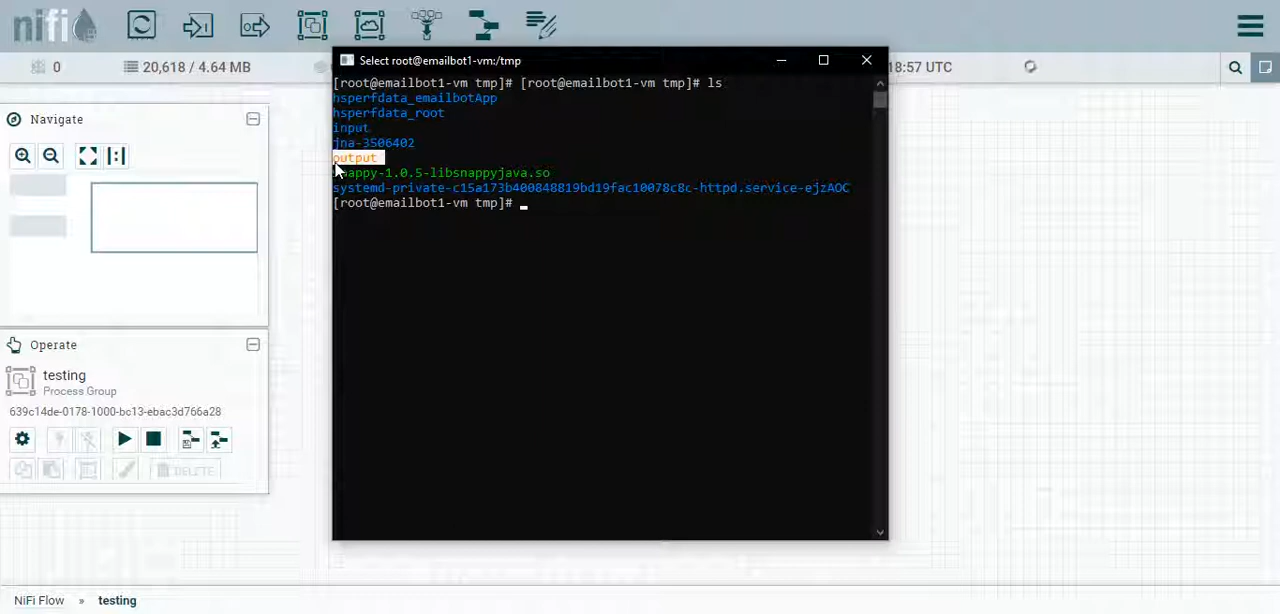 nifi
0
20,618 / 4.64 MB
18:57 UTC
Select root@emailbot1-vm:/tmp
[root@emailbot1-vm tmp]# [root@emailbot1-vm tmp]# ls
hsperfdata_emailbotApp
hsperfdata_root
input
jna-3506402
output
snappy-1.0.5-libsnappyjava.so
systemd-private-c15a173b400848819bd19fac10078c8c-httpd.service-ejzAOC
[root@emailbot1-vm tmp]#
Navigate
Operate
testing
Process Group
639c14de-0178-1000-bc13-ebac3d766a28
DELETE
NiFi Flow » testing